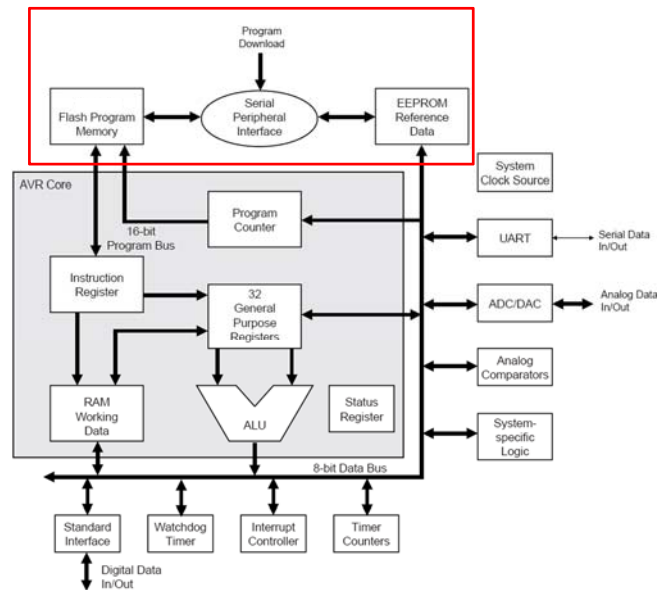 Program
Download
Flash Program
Memory
Serial
Peripheral
Interface
EEPROM
Reference
Data
System
Clock Source
AVR Core
Program
Counter
16-bit
Program Bus
UART
Serial Data
In/Out
Instruction
Register
32
General
Purpose
Registers
ADC/DAC
Analog Data
In/Out
Analog
Comparators
RAM
Working
Data
ALU
Status
Register
System-
specific
Logic
8-bit Data Bus
Standard
Interface
Watchdog
Timer
Interrupt
Controller
Timer
Counters
Digital Data
In/Out